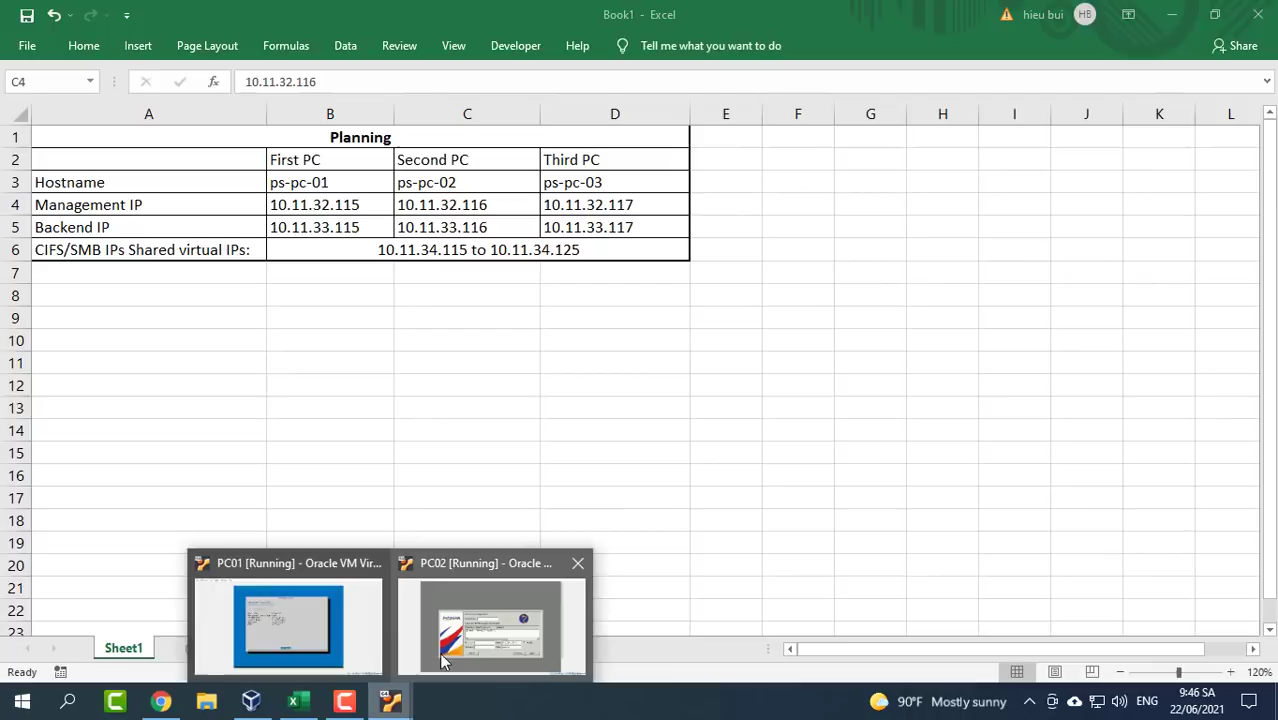 Book1 - Excel
hieu bui
HB
File Home Insert Page Layout Formulas Data Review View Developer Help Tell me what you want to do Share
C4 fx 10.11.32.116
A B C D E F G H I J K L
1 Planning
2 First PC Second PC Third PC
3 Hostname ps-pc-01 ps-pc-02 ps-pc-03
4 Management IP 10.11.32.115 10.11.32.116 10.11.32.117
5 Backend IP 10.11.33.115 10.11.33.116 10.11.33.117
6 CIFS/SMB IPs Shared virtual IPs: 10.11.34.115 to 10.11.34.125
7
8
9
10
11
12
13
14
15
16
17
18
19
20
21
22
23
PC01 [Running] - Oracle VM Vir...
PC02 [Running] - Oracle ...
Sheet1
Ready
120%
90°F Mostly sunny
ENG
9:46 SA
22/06/2021